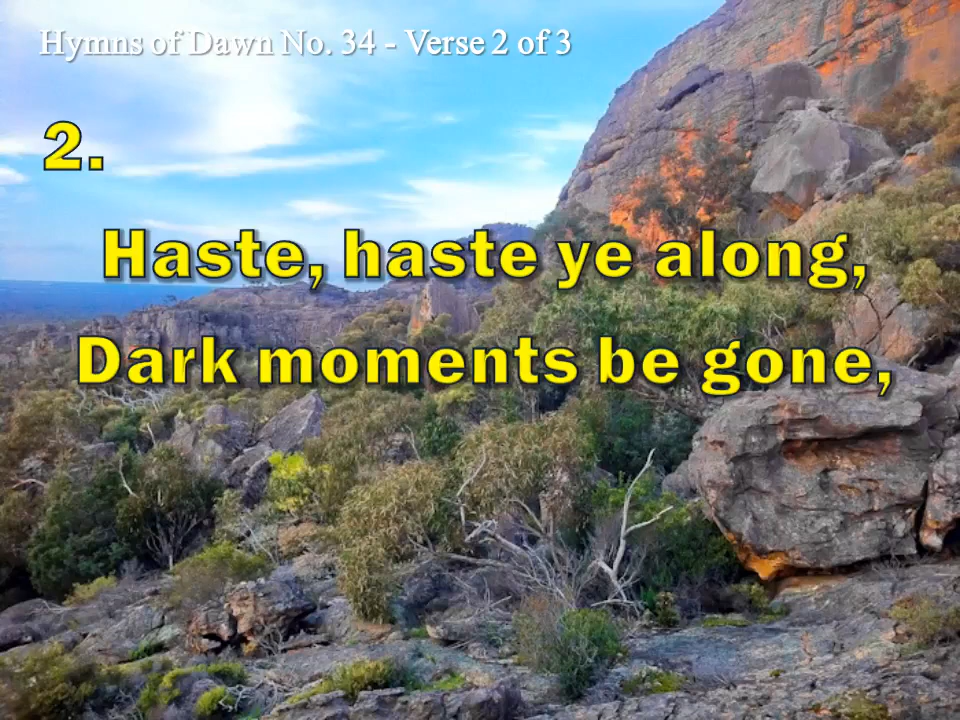 Hymns of Dawn No. 34 - Verse 2 of 3
2.
Haste, haste ye along,
Dark moments be gone,